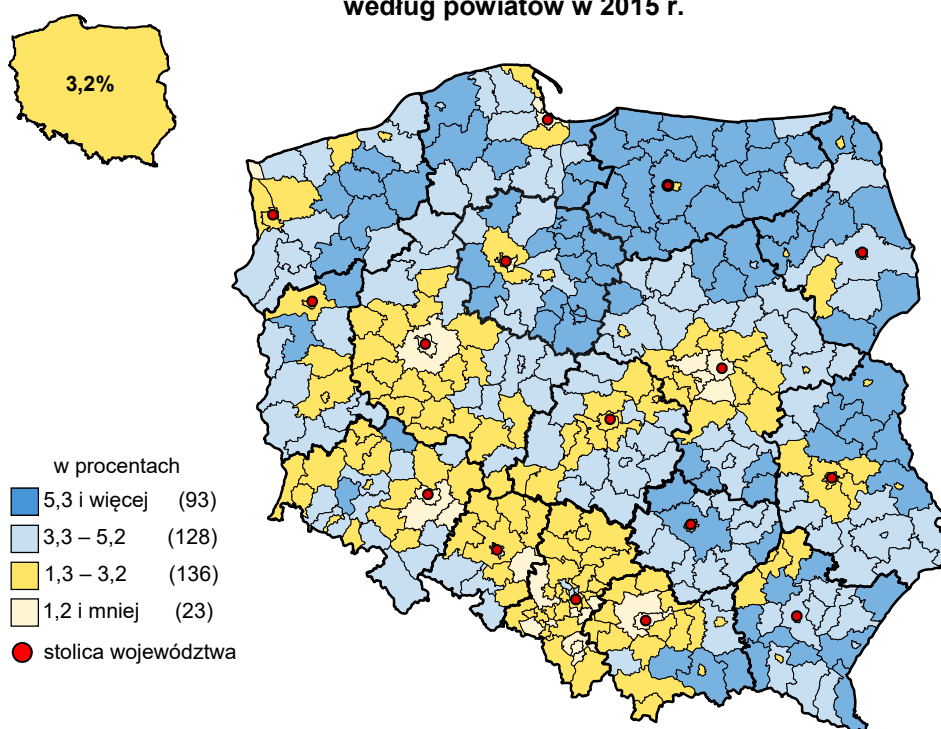 według powiatów w 2015 r.
3,2%
w procentach
5,3 i więcej (93)
3,3 – 5,2 (128)
1,3 – 3,2 (136)
1,2 i mniej (23)
stolica województwa